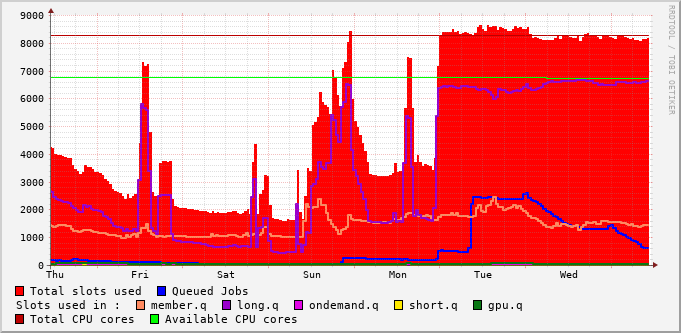 9000
8000
7000
6000
5000
4000
3000
2000
1000
0
Thu Fri Sat Sun Mon Tue Wed
RRDTOOL / TOBI OETIKER
Total slots used Queued Jobs
Slots used in : member.q long.q ondemand.q short.q gpu.q
Total CPU cores Available CPU cores